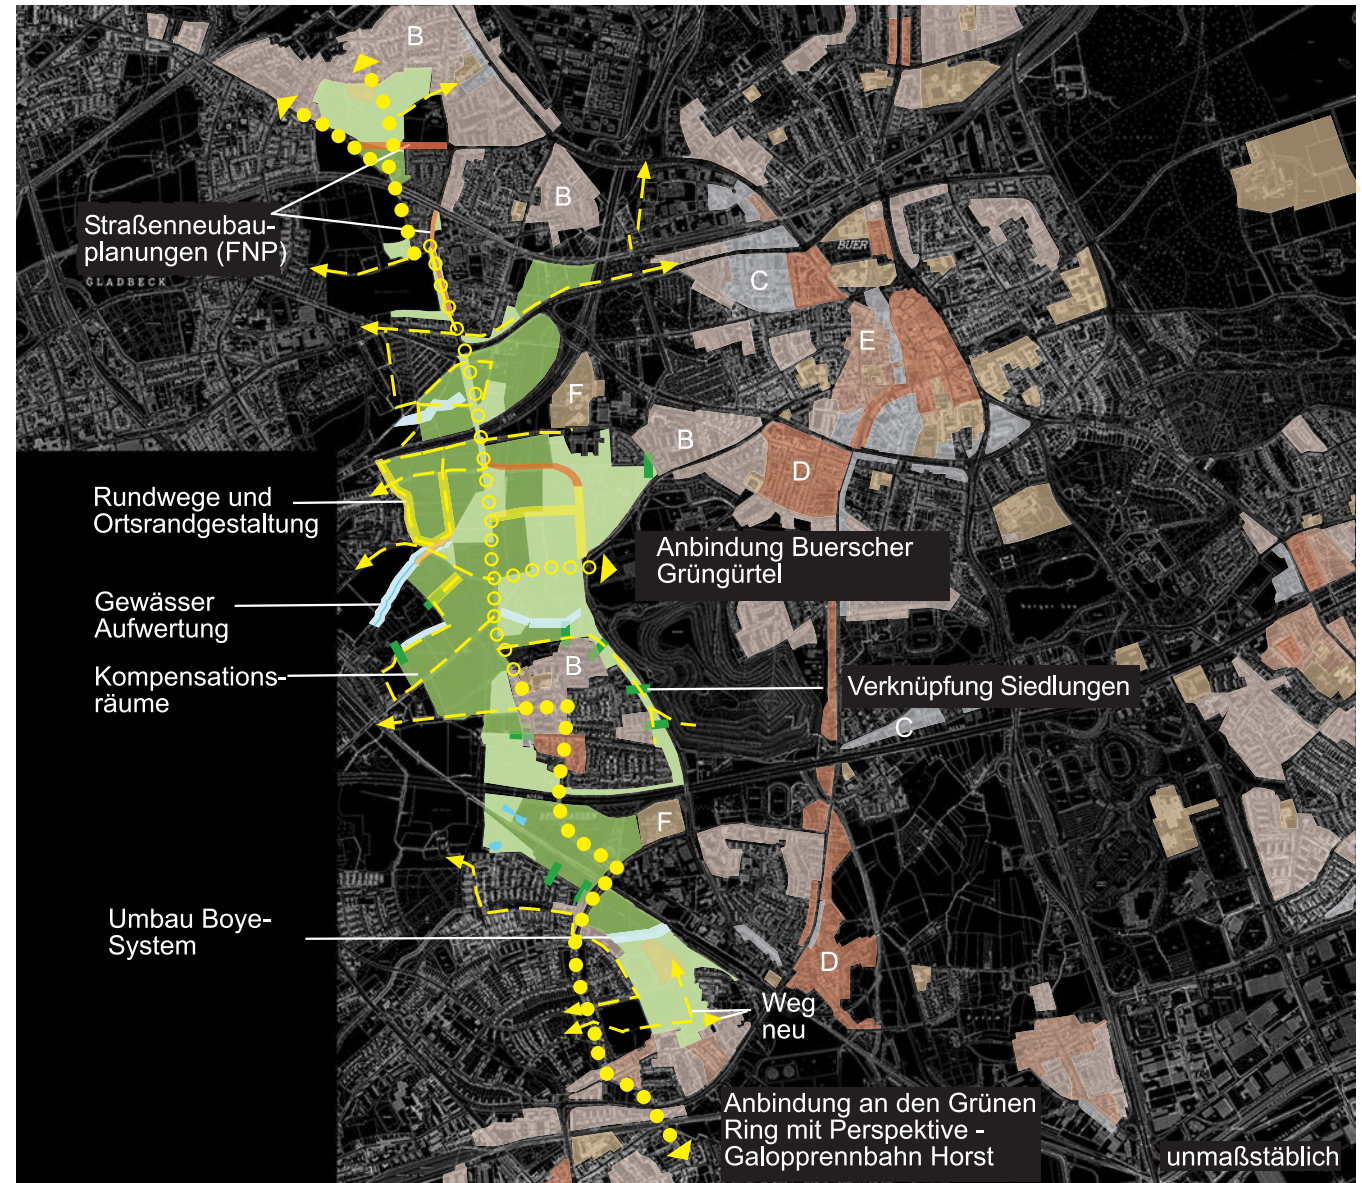 B
B
Straßenneubau-
planungen (FNP)
GLADBECK
BUER
C
E
F
B
D
Rundwege und
Ortsrandgestaltung
Anbindung Buerscher
Grüngürtel
Gewässer
Aufwertung
B
Kompensations-
räume
Verknüpfung Siedlungen
C
F
Umbau Boye-
System
D
Weg
neu
Anbindung an den Grünen
Ring mit Perspektive -
Galopprennbahn Horst
unmaßstäblich